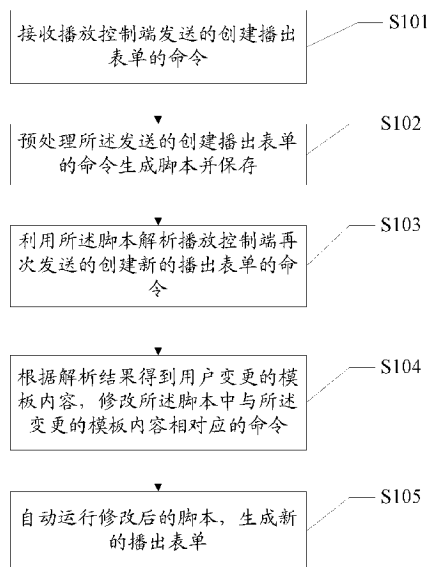 接收播放控制端发送的创建播出
表单的命令
S101
预处理所述发送的创建播出表单
的命令生成脚本并保存
S102
利用所述脚本解析播放控制端再
次发送的创建新的播出表单的命
令
S103
根据解析结果得到用户变更的模
板内容，修改所述脚本中与所述
变更的模板内容相对应的命令
S104
自动运行修改后的脚本，生成新
的播出表单
S105